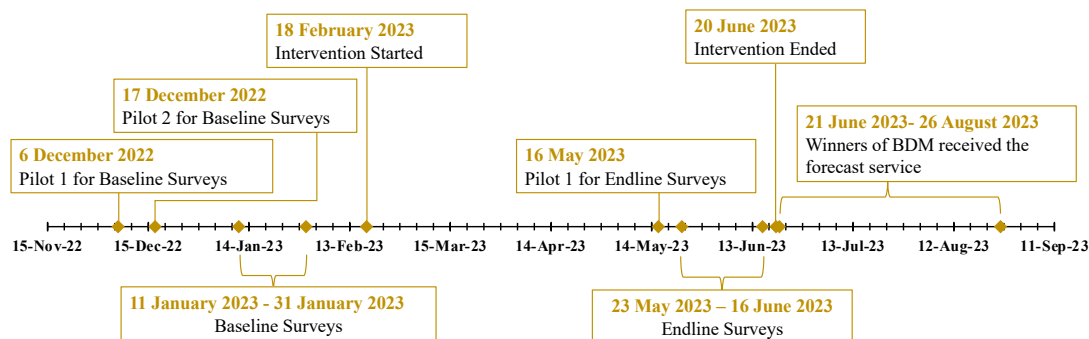 18 February 2023
Intervention Started
20 June 2023
Intervention Ended
17 December 2022
Pilot 2 for Baseline Surveys
21 June 2023- 26 August 2023
Winners of BDM received the
forecast service
6 December 2022
Pilot 1 for Baseline Surveys
16 May 2023
Pilot 1 for Endline Surveys
15-Nov-22 15-Dec-22 14-Jan-23 13-Feb-23 15-Mar-23 14-Apr-23 14-May-23 13-Jun-23 13-Jul-23 12-Aug-23 11-Sep-23
11 January 2023 - 31 January 2023
Baseline Surveys
23 May 2023 – 16 June 2023
Endline Surveys